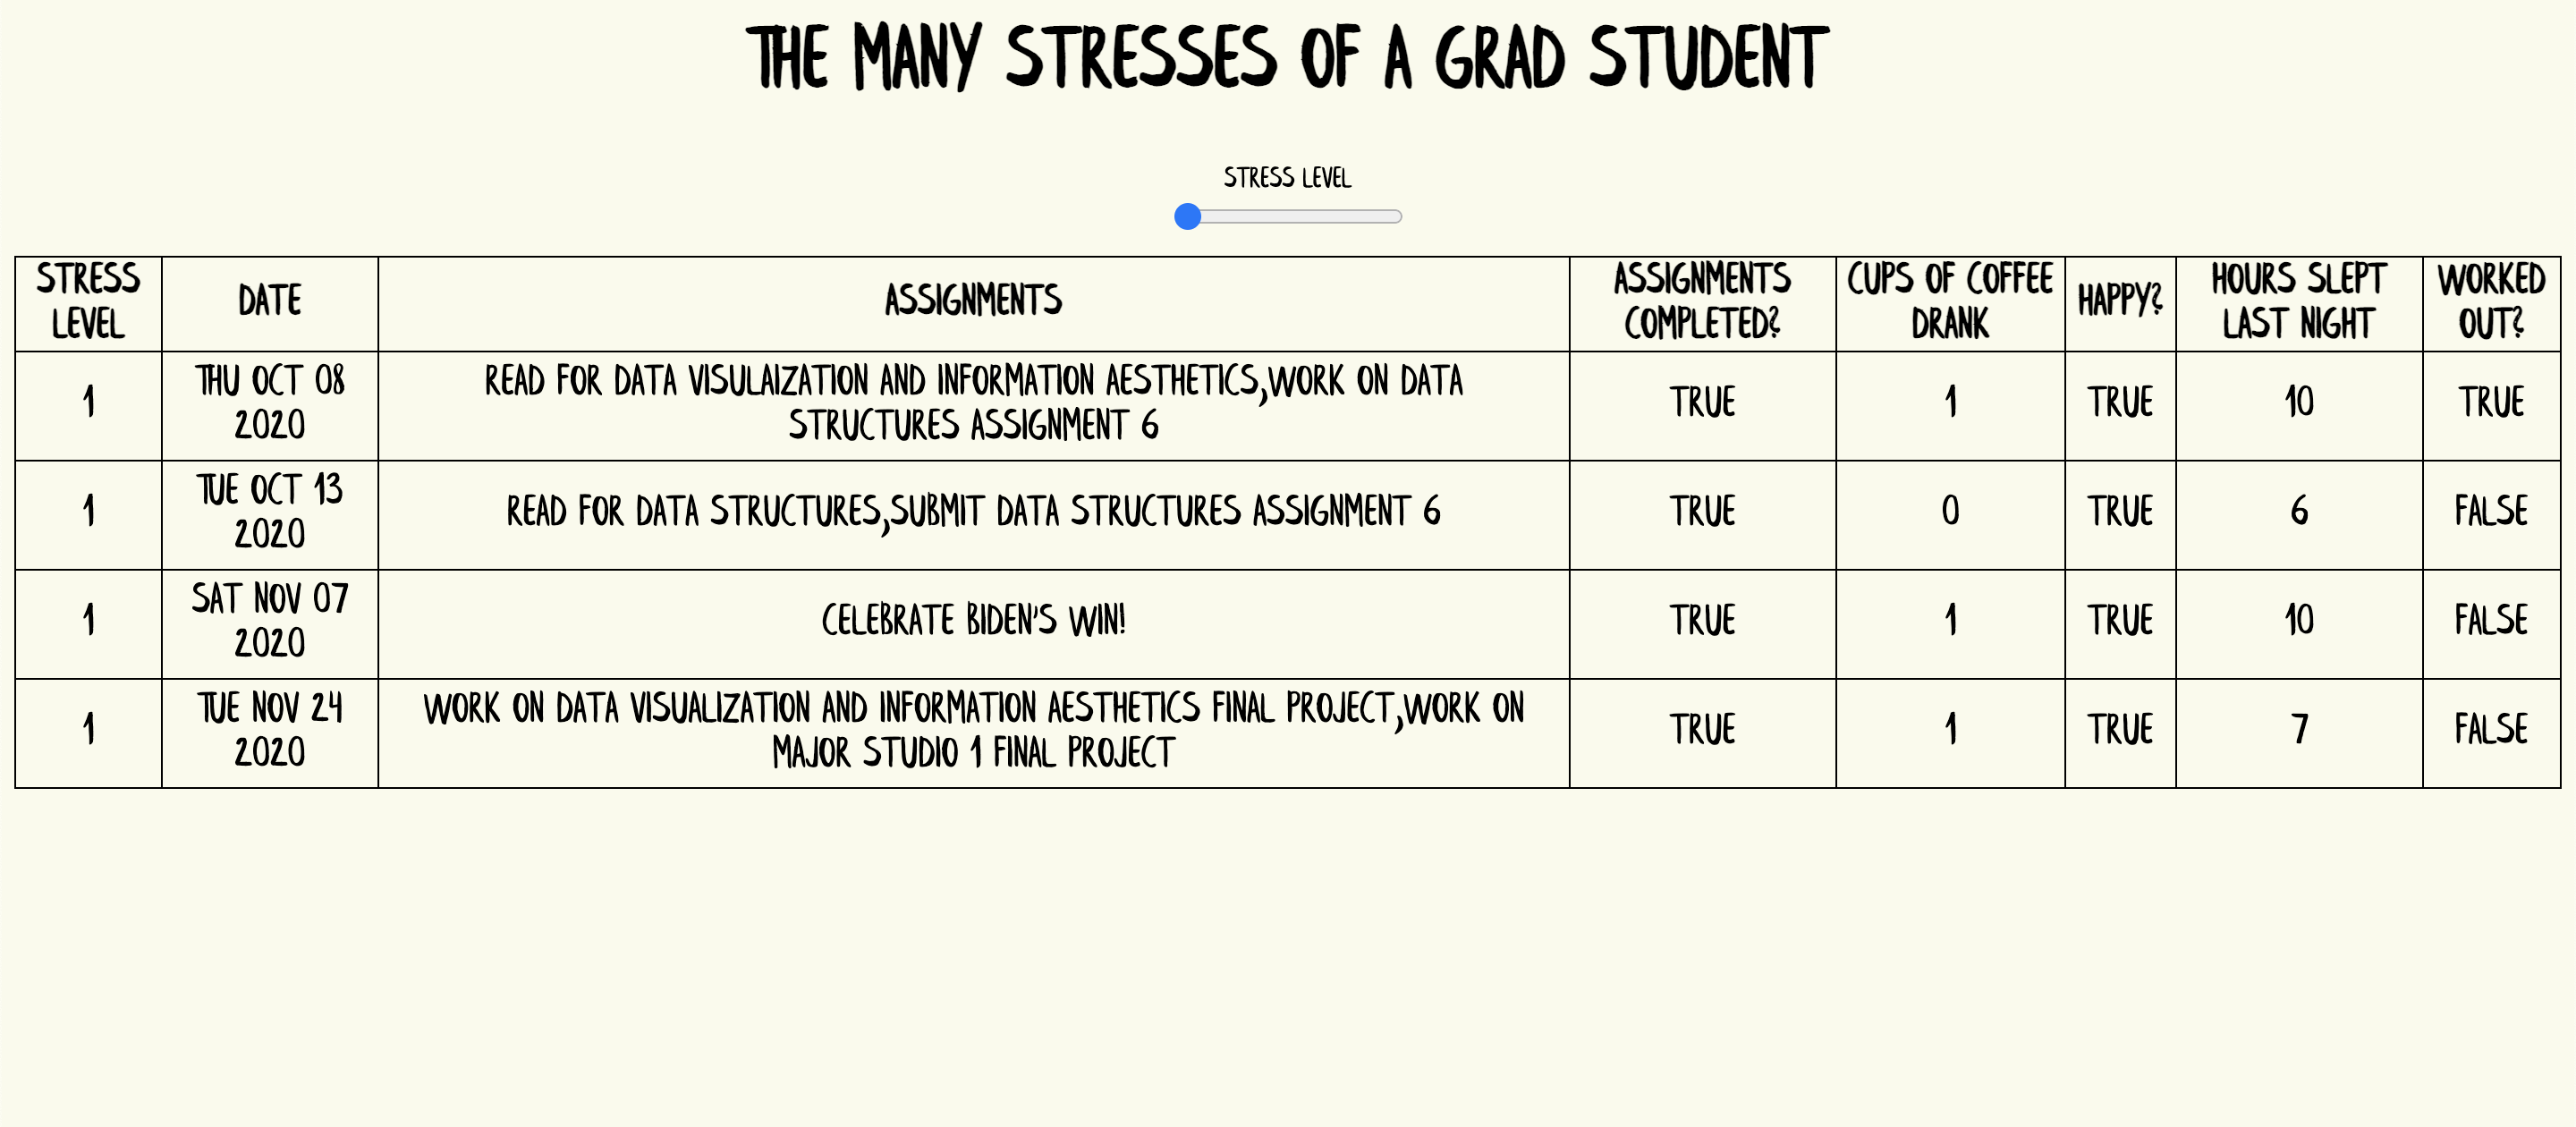 THE MANY STRESSES OF A GRAD STUDENT
STRESS LEVEL
STRESS LEVEL DATE ASSIGNMENTS ASSIGNMENTS COMPLETED? CUPS OF COFFEE DRANK HAPPY? HOURS SLEPT LAST NIGHT WORKED OUT?
1 THU OCT 08 2020 READ FOR DATA VISULAIZATION AND INFORMATION AESTHETICS,WORK ON DATA STRUCTURES ASSIGNMENT 6 TRUE 1 TRUE 10 TRUE
1 TUE OCT 13 2020 READ FOR DATA STRUCTURES,SUBMIT DATA STRUCTURES ASSIGNMENT 6 TRUE 0 TRUE 6 FALSE
1 SAT NOV 07 2020 CELEBRATE BIDEN'S WIN! TRUE 1 TRUE 10 FALSE
1 TUE NOV 24 2020 WORK ON DATA VISUALIZATION AND INFORMATION AESTHETICS FINAL PROJECT,WORK ON MAJOR STUDIO 1 FINAL PROJECT TRUE 1 TRUE 7 FALSE